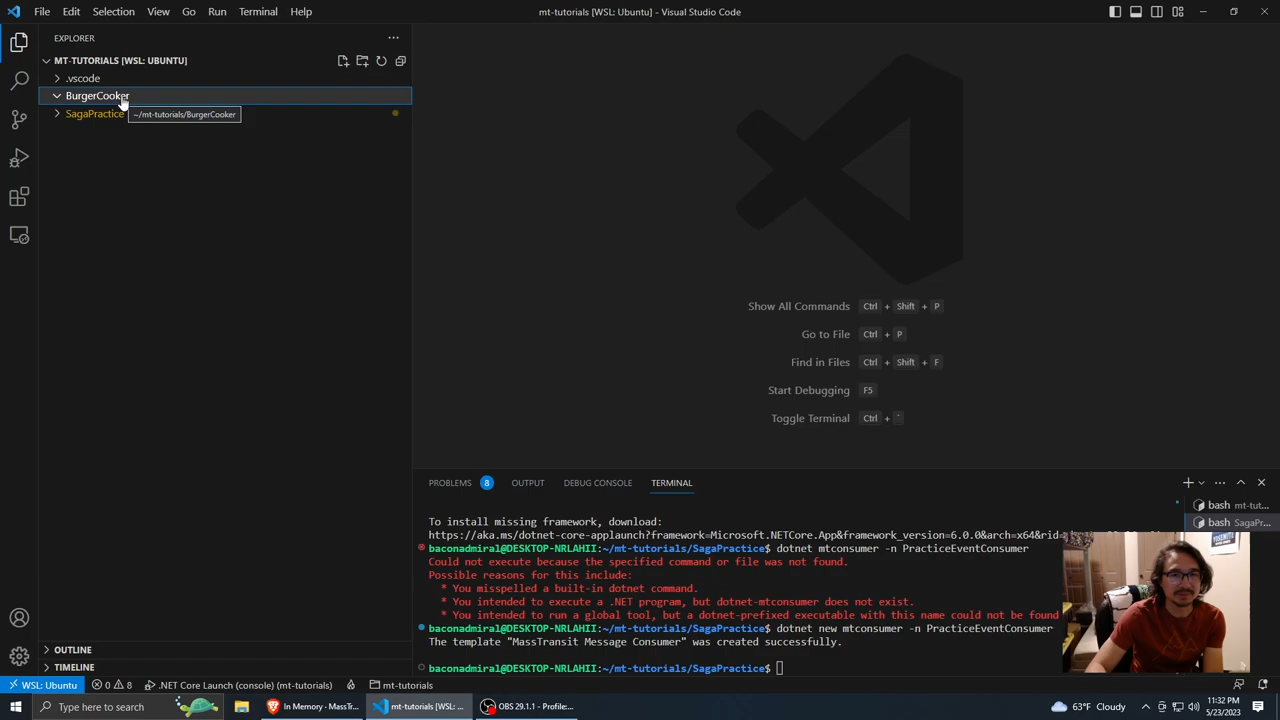 File Edit Selection View Go Run Terminal Help
mt-tutorials [WSL: Ubuntu] - Visual Studio Code
EXPLORER
MT-TUTORIALS [WSL: UBUNTU]
.vscode
BurgerCooker
SagaPractice
~/mt-tutorials/BurgerCooker
Show All Commands Ctrl + Shift + P
Go to File Ctrl + P
Find in Files Ctrl + Shift + F
Start Debugging F5
Toggle Terminal Ctrl + `
PROBLEMS 8 OUTPUT DEBUG CONSOLE TERMINAL
bash mt-tu...
bash SagaPr...
To install missing framework, download:
https://aka.ms/dotnet-core-applaunch?framework=Microsoft.NETCore.App&framework_version=6.0.0&arch=x64&rid=
baconadmiral@DESKTOP-NRLAHII:~/mt-tutorials/SagaPractice$ dotnet mtconsumer -n PracticeEventConsumer
Could not execute because the specified command or file was not found.
Possible reasons for this include:
* You misspelled a built-in dotnet command.
* You intended to execute a .NET program, but dotnet-mtconsumer does not exist.
* You intended to run a global tool, but a dotnet-prefixed executable with this name could not be found
baconadmiral@DESKTOP-NRLAHII:~/mt-tutorials/SagaPractice$ dotnet new mtconsumer -n PracticeEventConsumer
The template "MassTransit Message Consumer" was created successfully.
baconadmiral@DESKTOP-NRLAHII:~/mt-tutorials/SagaPractice$
OUTLINE
TIMELINE
WSL: Ubuntu 0 8 .NET Core Launch (console) (mt-tutorials) mt-tutorials
Type here to search
In Memory · MassTr...
mt-tutorials [WSL: ...
OBS 29.1.1 - Profile:...
63°F Cloudy
11:32 PM
5/23/2023